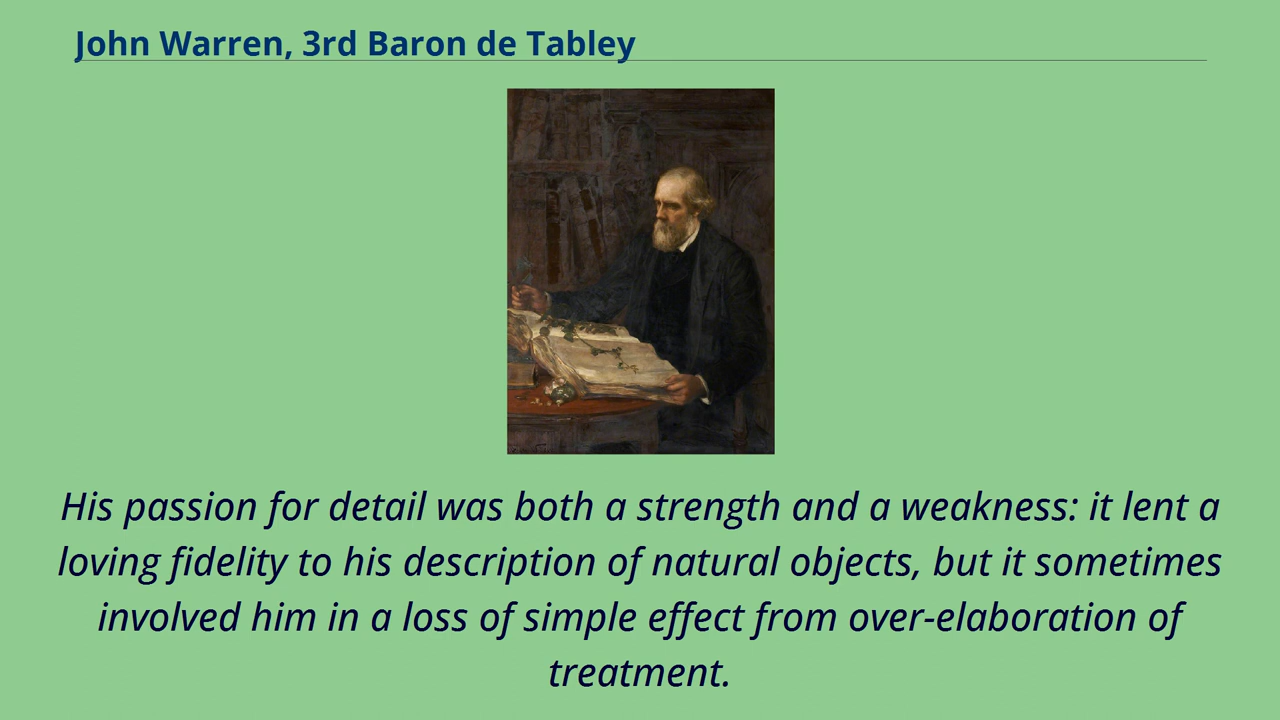 John Warren, 3rd Baron de Tabley
His passion for detail was both a strength and a weakness: it lent a
loving fidelity to his description of natural objects, but it sometimes
involved him in a loss of simple effect from over-elaboration of
treatment.